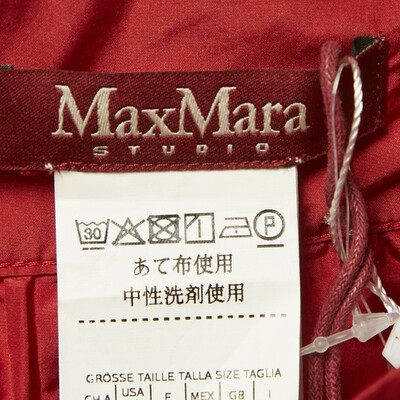 MaxMara
STUDIO
30 P
あて布使用
中性洗剤使用
GRÖSSE TAILLE TALLA SIZE TAGLIA
USA
F MEX GB I